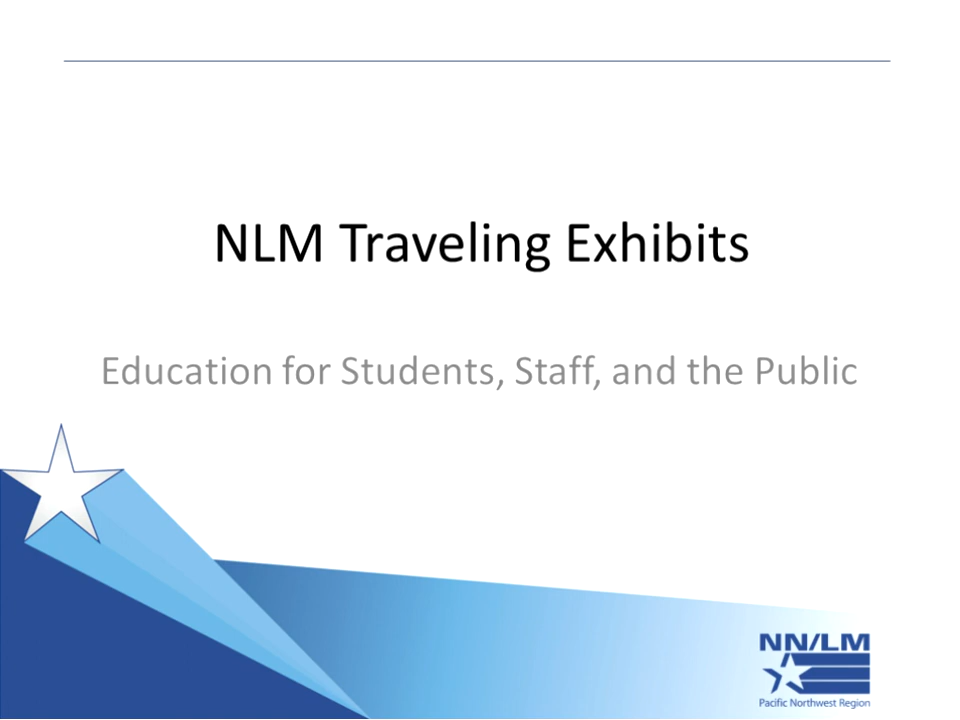 NLM Traveling Exhibits
Education for Students, Staff, and the Public
NN/LM
Pacific Northwest Region